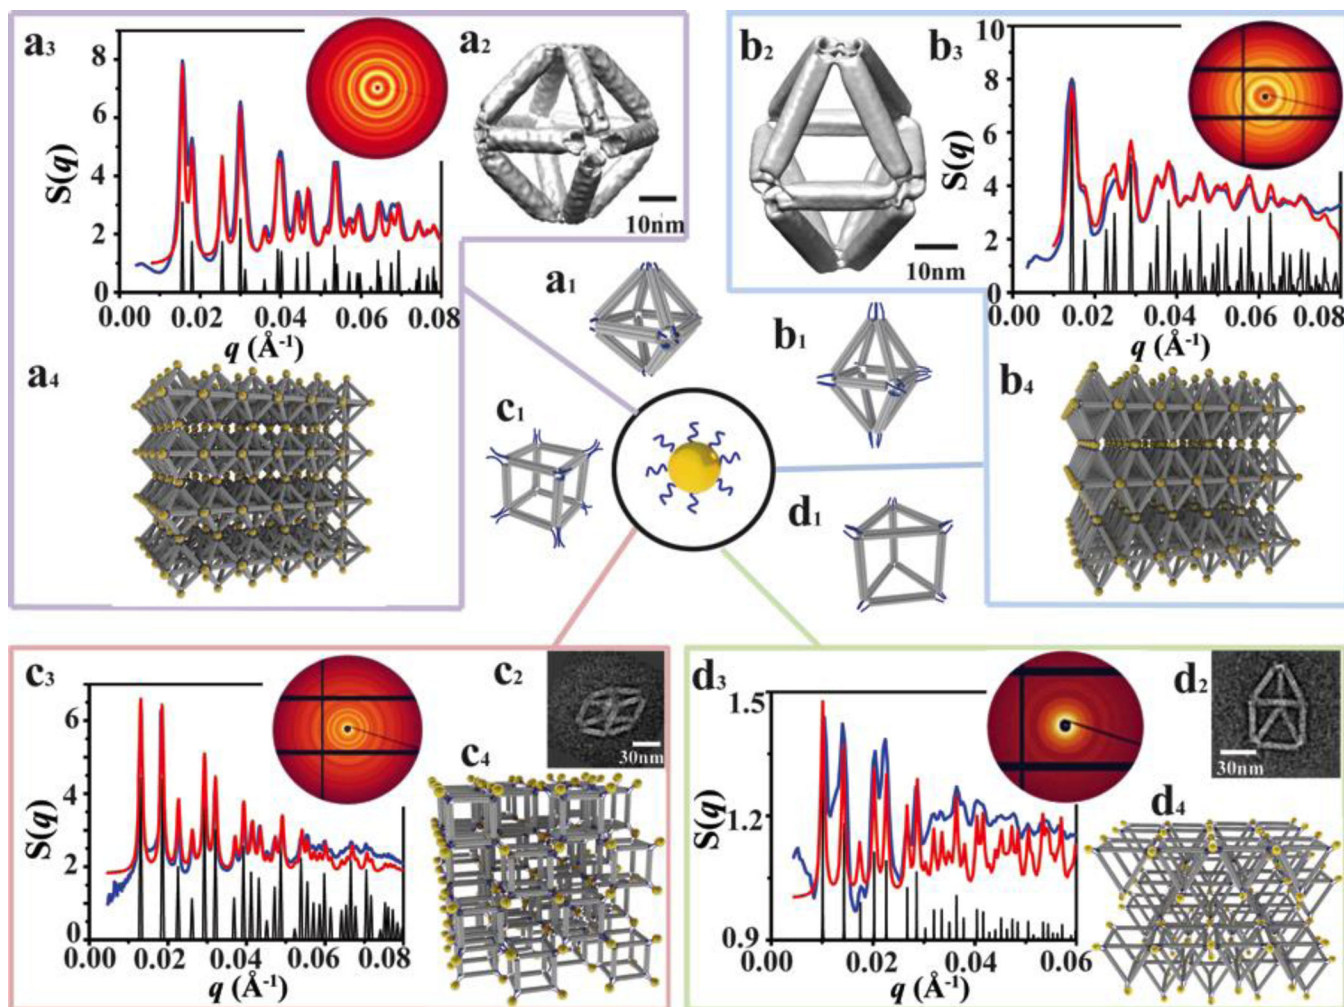 a3
8
6
4
2
0
0.00 0.02 0.04 0.06 0.08
S(q)
q (Å-1)
a2
10nm
b2
10nm
b3
10
8
6
4
2
0
0.00 0.02 0.04 0.06 0.08
S(q)
q (Å-1)
a1
b1
a4
c1
d1
b4
c3
6
4
2
0
0.00 0.02 0.04 0.06 0.08
S(q)
q (Å-1)
c2
30nm
c4
d3
1.5
1.2
0.9
0.00 0.02 0.04 0.06
S(q)
q (Å-1)
d2
30nm
d4